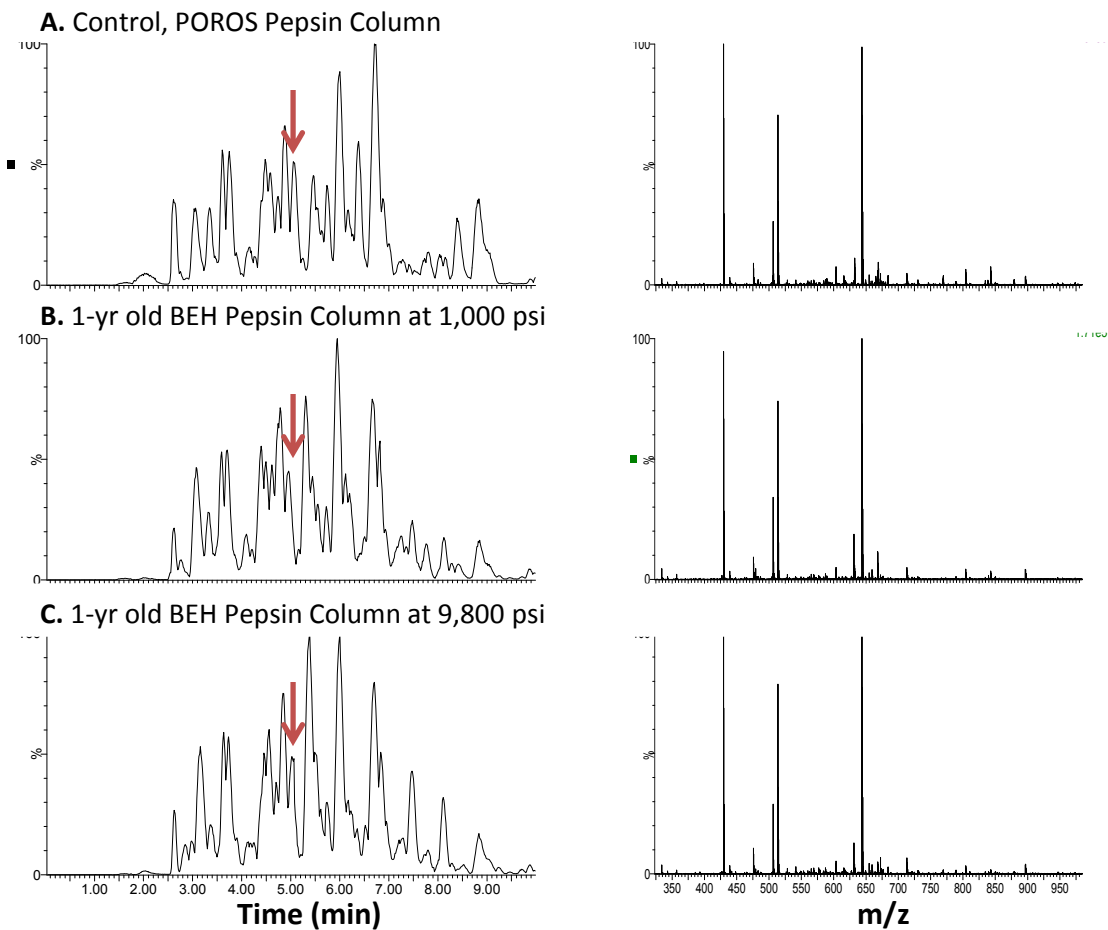 A. Control, POROS Pepsin Column
100
%
0
0
%
B. 1-yr old BEH Pepsin Column at 1,000 psi
100
%
0
100
%
0
C. 1-yr old BEH Pepsin Column at 9,800 psi
100
%
0
1.00 2.00 3.00 4.00 5.00 6.00 7.00 8.00 9.00
Time (min)
%
0
350 400 450 500 550 600 650 700 750 800 850 900 950
m/z